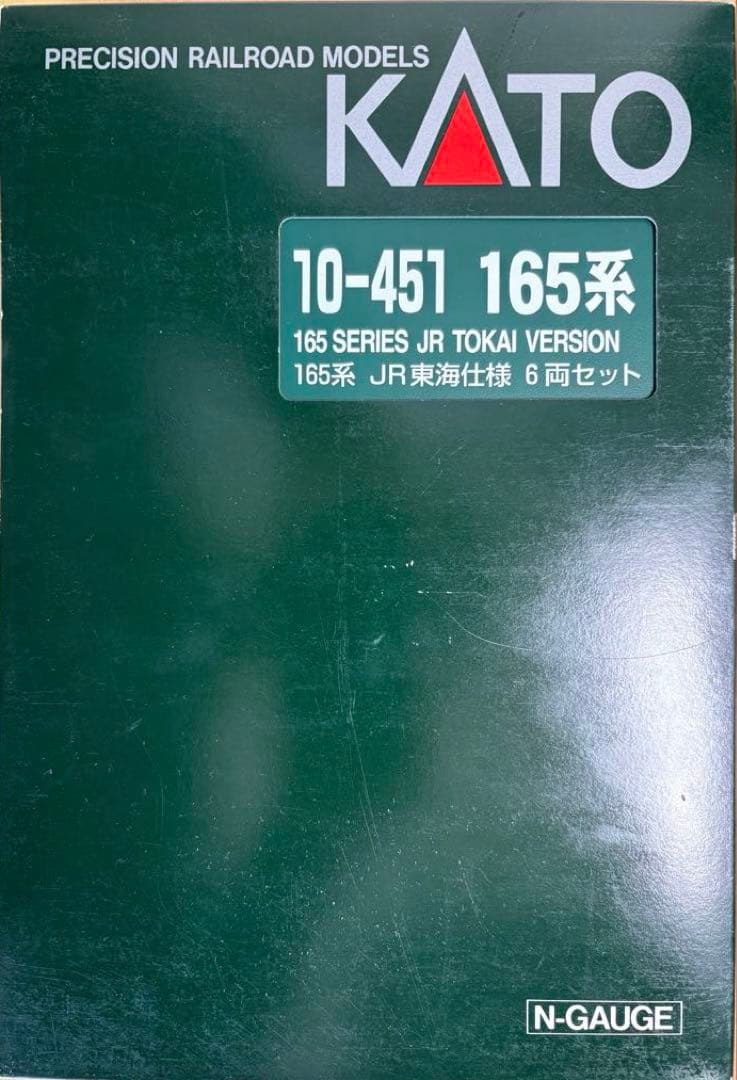 PRECISION RAILROAD MODELS
KATO
10-451 165系
165 SERIES JR TOKAI VERSION
165系 JR東海仕様 6両セット
N-GAUGE